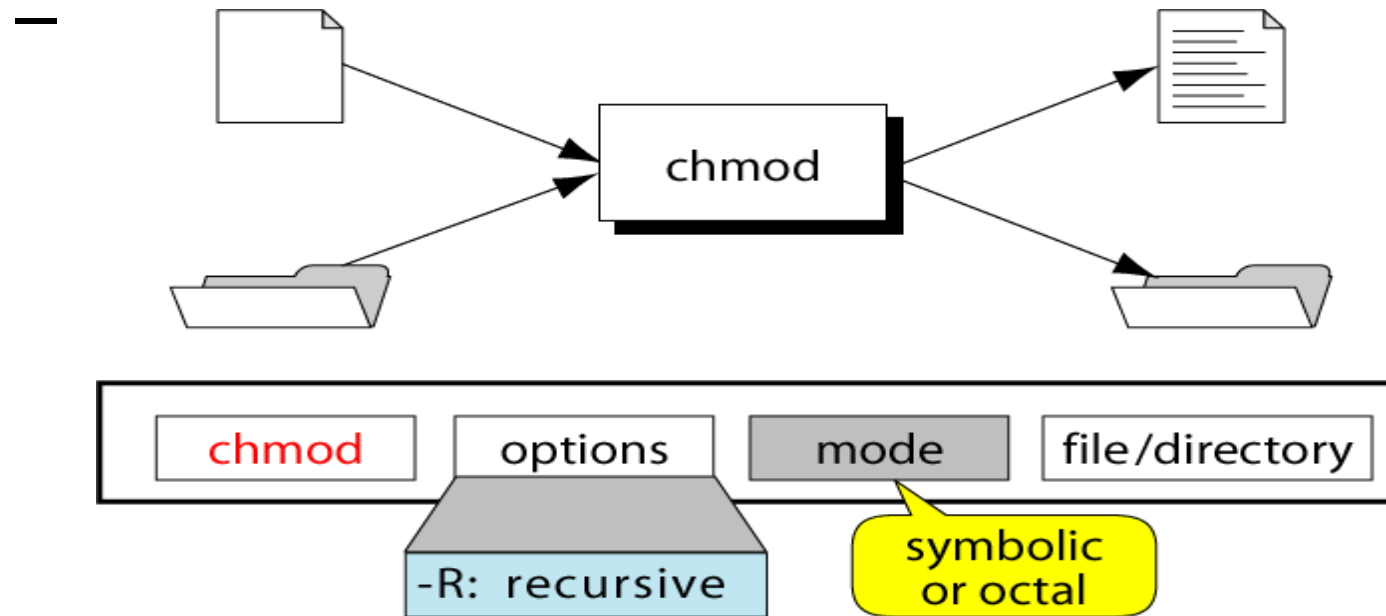 chmod
chmod options mode file/directory
-R: recursive
symbolic
or octal